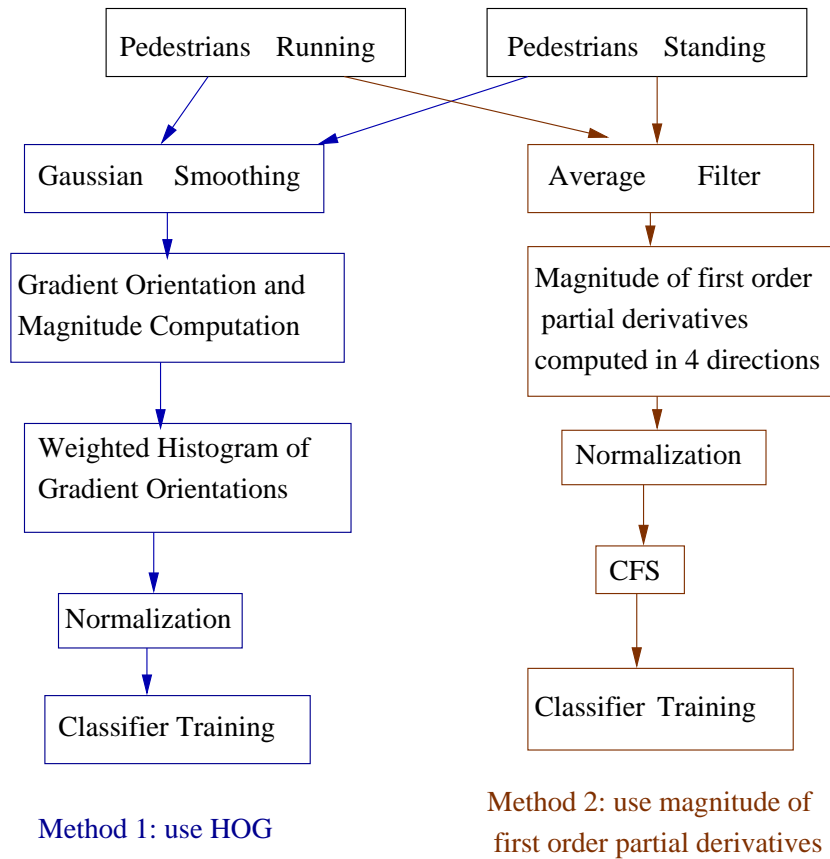 Pedestrians Running
Pedestrians Standing
Gaussian Smoothing
Average Filter
Gradient Orientation and
Magnitude Computation
Magnitude of first order
partial derivatives
computed in 4 directions
Weighted Histogram of
Gradient Orientations
Normalization
CFS
Normalization
Classifier Training
Classifier Training
Method 1: use HOG
Method 2: use magnitude of
first order partial derivatives